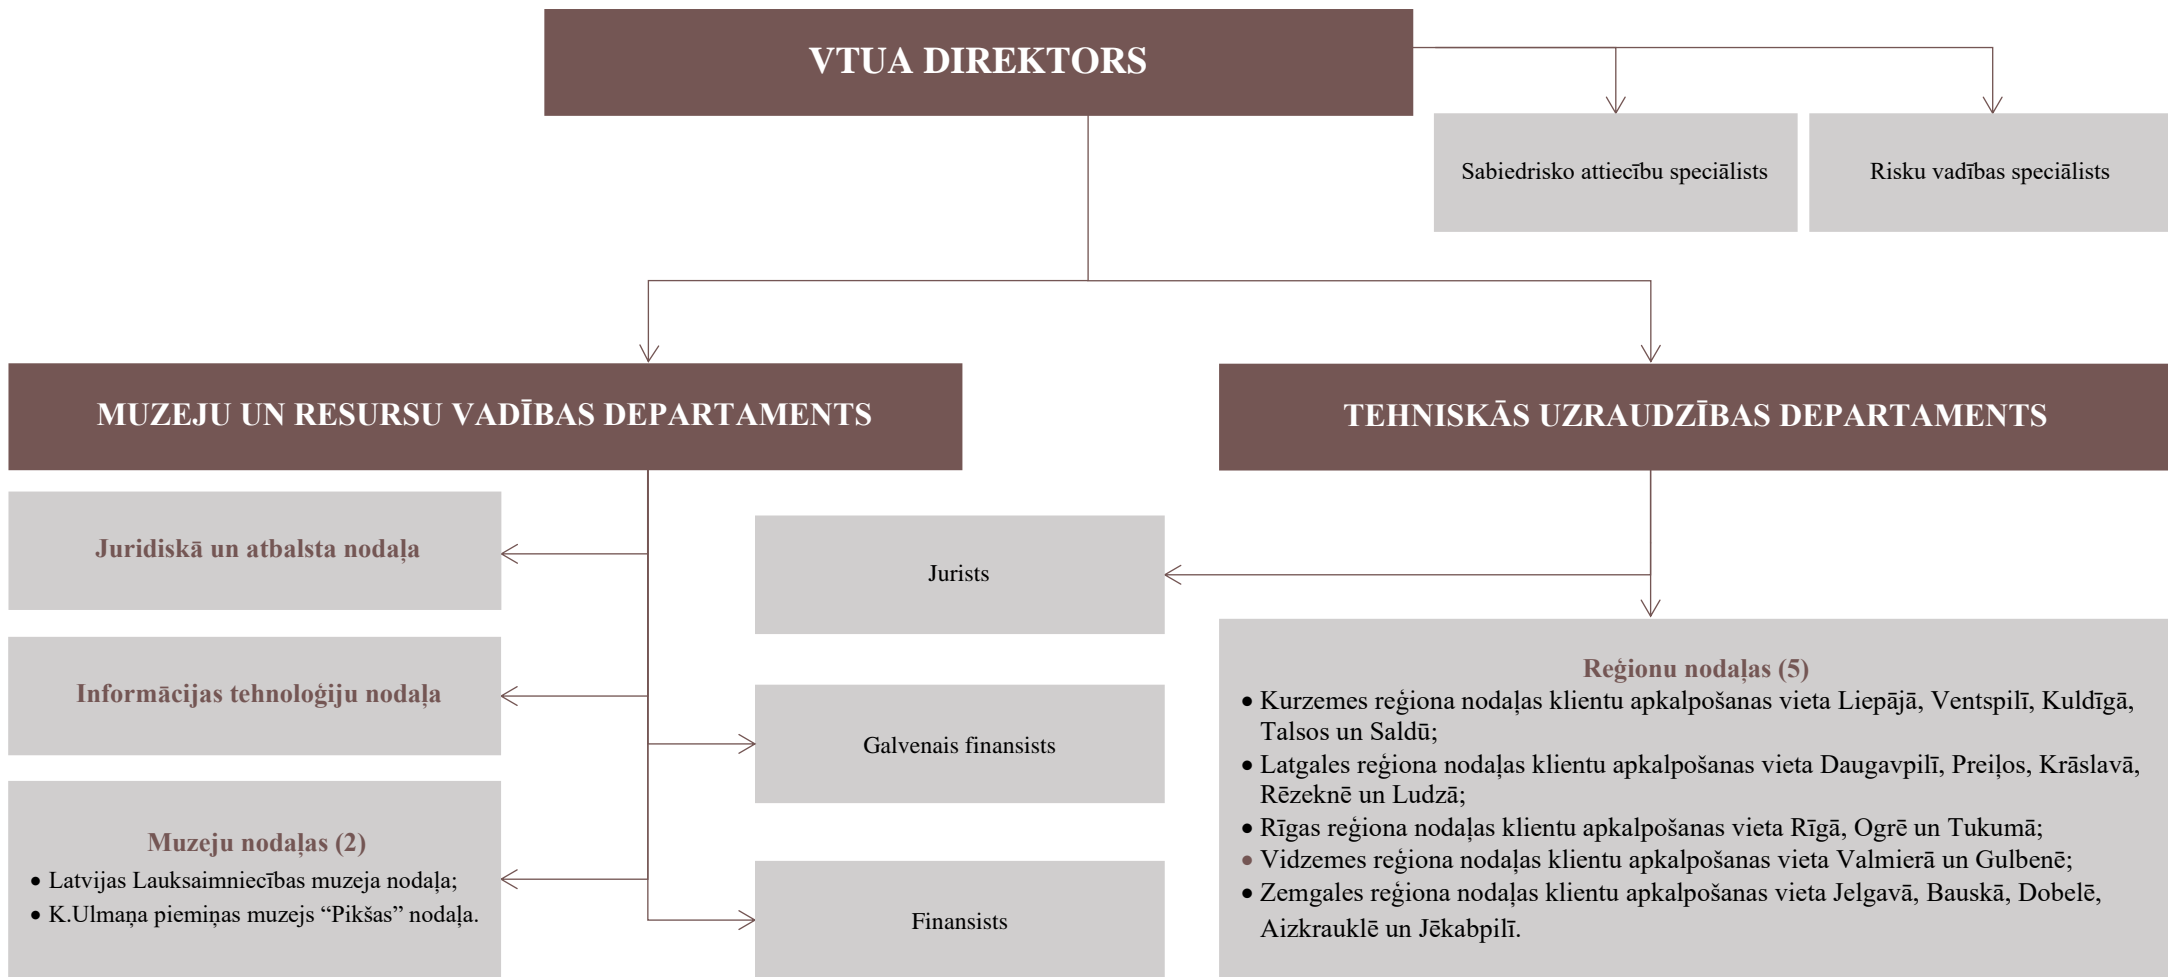 VTUA DIREKTORS
Sabiedrisko attiecību speciālists
Risku vadības speciālists
MUZEJU UN RESURSU VADĪBAS DEPARTAMENTS
TEHNISKĀS UZRAUDZĪBAS DEPARTAMENTS
Juridiskā un atbalsta nodaļa
Informācijas tehnoloģiju nodaļa
Muzeju nodaļas (2)
• Latvijas Lauksaimniecības muzeja nodaļa;
• K.Ulmaņa piemiņas muzejs “Pikšas” nodaļa.
Jurists
Galvenais finansists
Finansists
Reģionu nodaļas (5)
• Kurzemes reģiona nodaļas klientu apkalpošanas vieta Liepājā, Ventspilī, Kuldīgā,
Talsos un Saldū;
• Latgales reģiona nodaļas klientu apkalpošanas vieta Daugavpilī, Preiļos, Krāslavā,
Rēzeknē un Ludzā;
• Rīgas reģiona nodaļas klientu apkalpošanas vieta Rīgā, Ogrē un Tukumā;
• Vidzemes reģiona nodaļas klientu apkalpošanas vieta Valmierā un Gulbenē;
• Zemgales reģiona nodaļas klientu apkalpošanas vieta Jelgavā, Bauskā, Dobelē,
Aizkrauklē un Jēkabpilī.